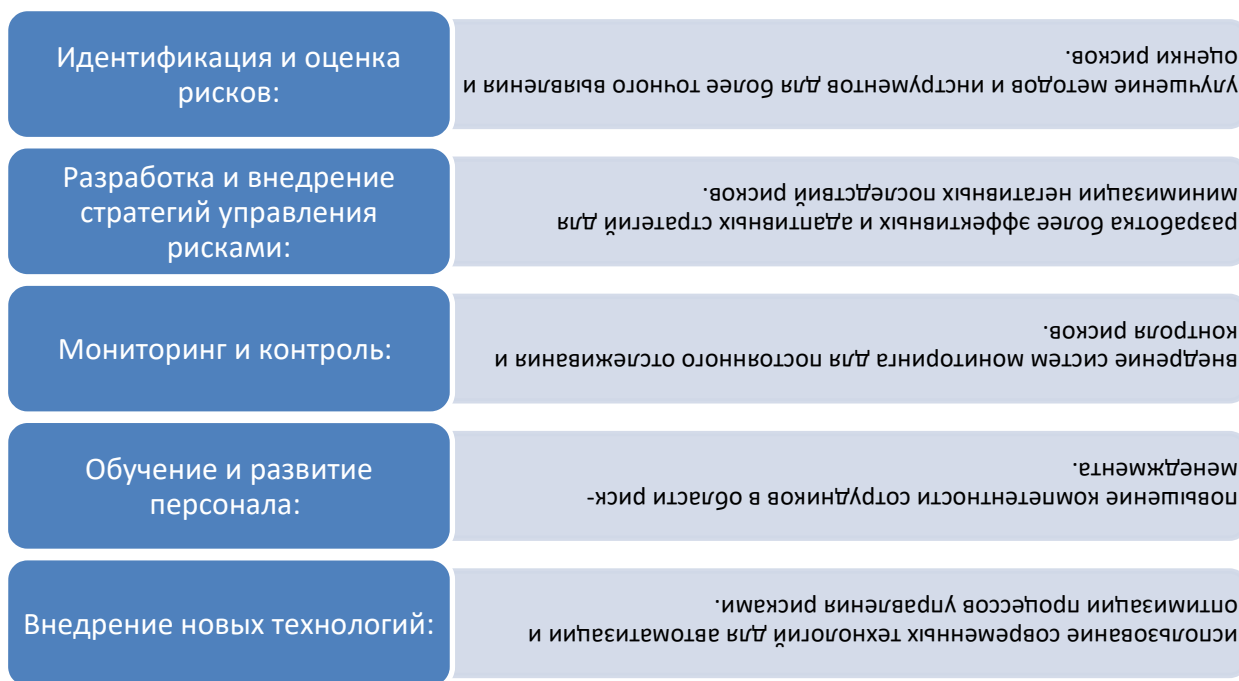 Идентификация и оценка
рисков:
улучшение методов и инструментов для более точного выявления и
оценки рисков.
Разработка и внедрение
стратегий управления
рисками:
разработка более эффективных и адаптивных стратегий для
минимизации негативных последствий рисков.
Мониторинг и контроль:
внедрение систем мониторинга для постоянного отслеживания и
контроля рисков.
Обучение и развитие
персонала:
повышение компетентности сотрудников в области риск-
менеджмента.
Внедрение новых технологий:
использование современных технологий для автоматизации и
оптимизации процессов управления рисками.